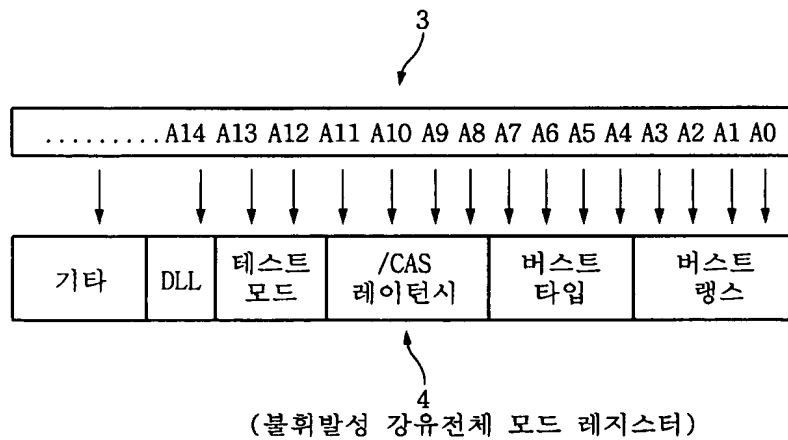 3
.........A14 A13 A12 A11 A10 A9 A8 A7 A6 A5 A4 A3 A2 A1 A0
기타 DLL 테스트 모드 /CAS 레이턴시 버스트 타입 버스트 랭스
4
(불휘발성 강유전체 모드 레지스터)